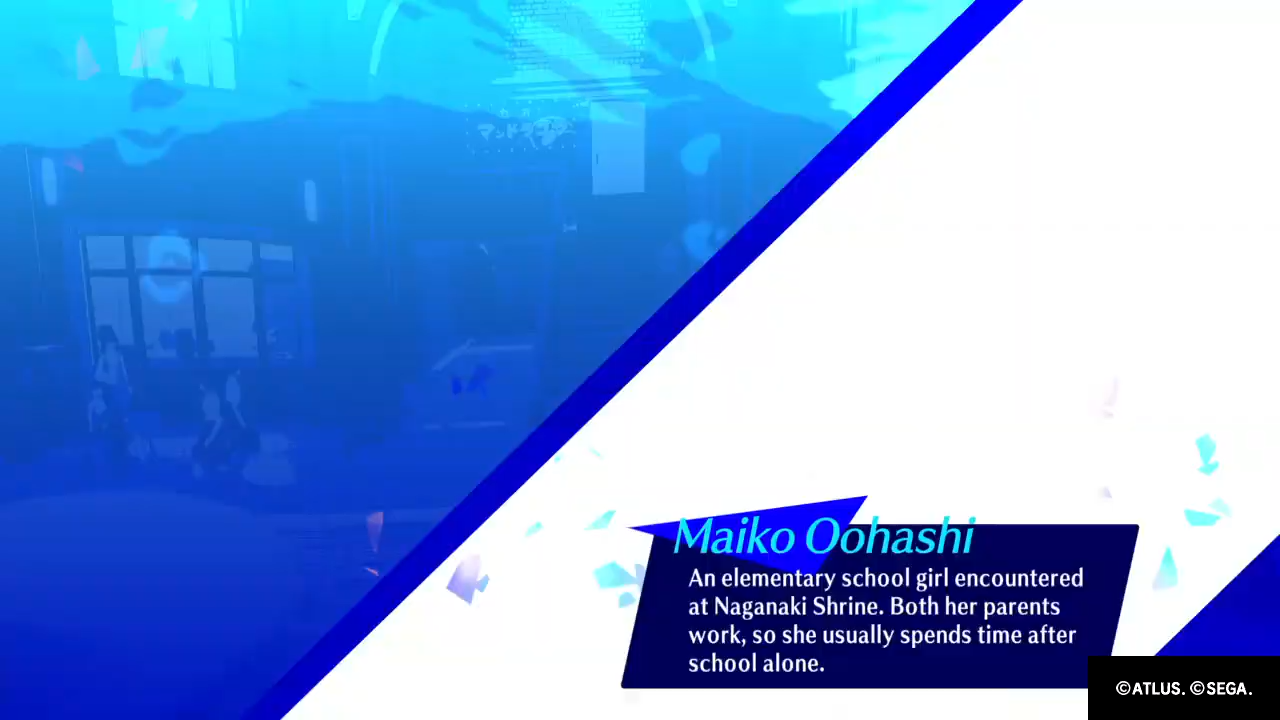 Maiko Oohashi
An elementary school girl encountered
at Naganaki Shrine. Both her parents
work, so she usually spends time after
school alone.
©ATLUS. ©SEGA.